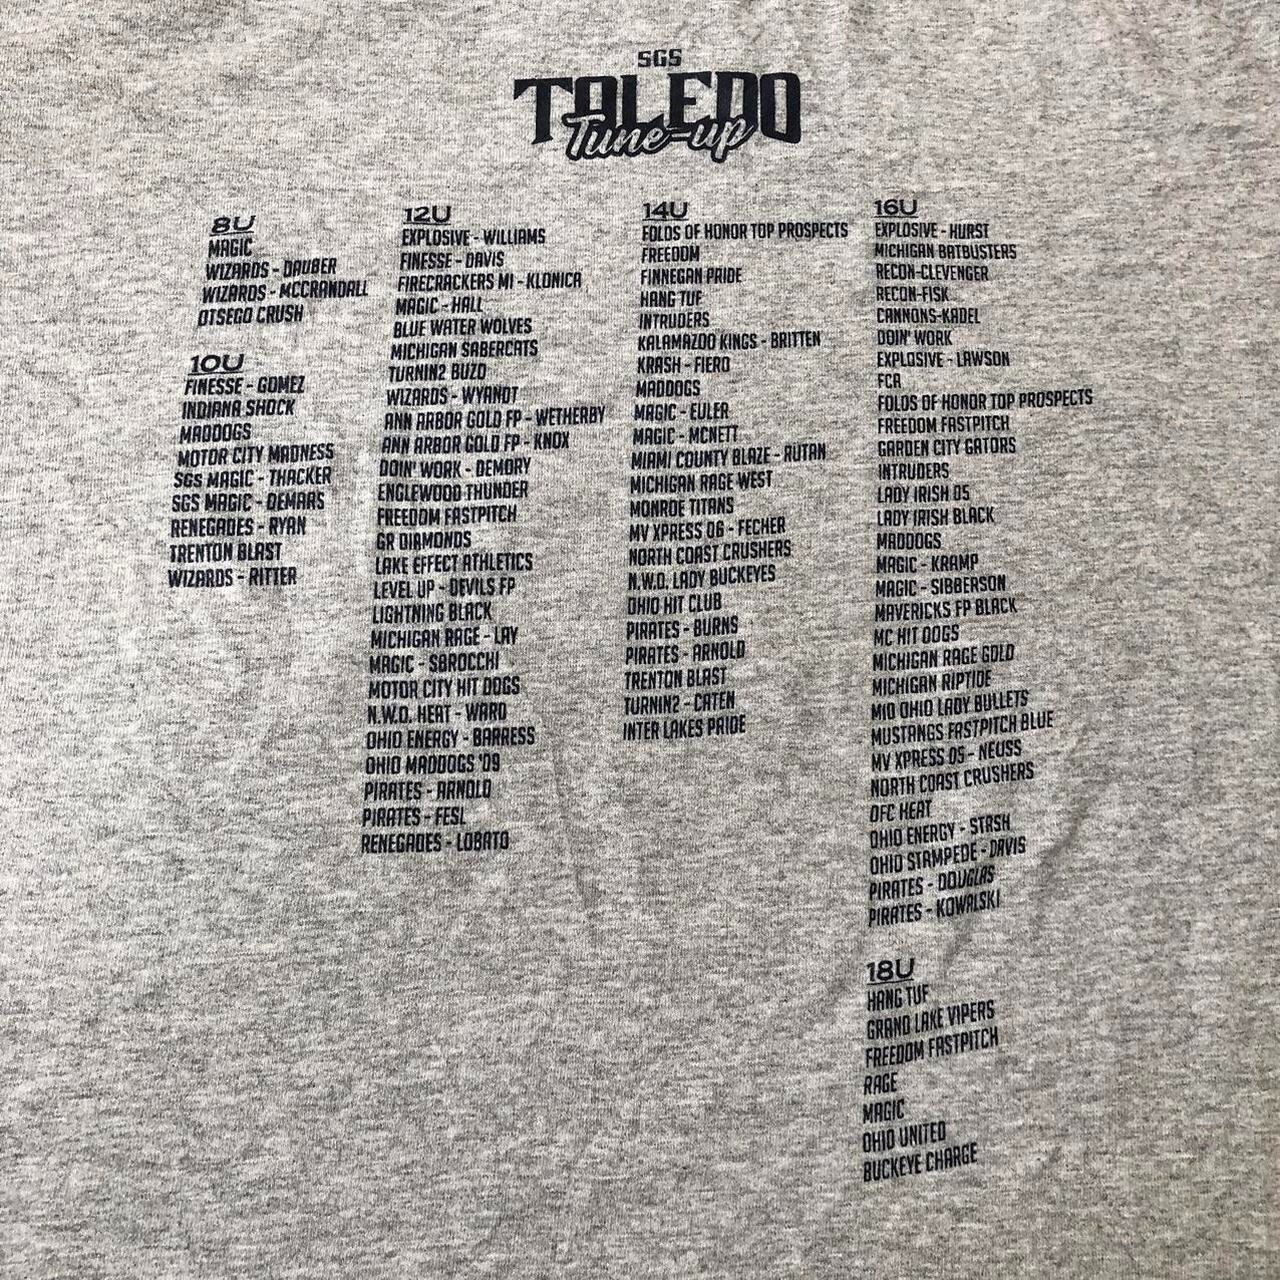 SGS
TOLEDO
Tune-up
8U
MAGIC
WIZARDS - DAUBER
WIZARDS - MCCRANDALL
OTSEGO CRUSH
10U
FINESSE - GOMEZ
INDIANA SHOCK
MADDOGS
MOTOR CITY MADNESS
SGS MAGIC - THACKER
SGS MAGIC - DEMARS
RENEGADES - RYAN
TRENTON BLAST
WIZARDS - RITTER
12U
EXPLOSIVE - WILLIAMS
FINESSE - DAVIS
FIRECRACKERS MI - KLONICA
MAGIC - HALL
BLUE WATER WOLVES
MICHIGAN SABERCATS
TURNIN2 BUZD
WIZARDS - WYANDT
ANN ARBOR GOLD FP - WETHERBY
ANN ARBOR GOLD FP - KNOX
DOIN' WORK - DEMORY
ENGLEWOOD THUNDER
FREEDOM FASTPITCH
GR DIAMONDS
LAKE EFFECT ATHLETICS
LEVEL UP - DEVILS FP
LIGHTNING BLACK
MICHIGAN RAGE - LAY
MAGIC - SBROCCHI
MOTOR CITY HIT DOGS
N.W.O. HEAT - WARD
OHIO ENERGY - BARRESS
OHIO MADDOGS '09
PIRATES - ARNOLD
PIRATES - FESL
RENEGADES - LOBATO
14U
FOLDS OF HONOR TOP PROSPECTS
FREEDOM
FINNEGAN PRIDE
HANG TUF
INTRUDERS
KALAMAZOO KINGS - BRITTEN
KRASH - FIERO
MADDOGS
MAGIC - EULER
MAGIC - MCNETT
MIAMI COUNTY BLAZE - RUTAN
MICHIGAN RAGE WEST
MONROE TITANS
MV XPRESS 06 - FECHER
NORTH COAST CRUSHERS
N.W.O. LADY BUCKEYES
OHIO HIT CLUB
PIRATES - BURNS
PIRATES - ARNOLD
TRENTON BLAST
TURNIN2 - CATEN
INTER LAKES PRIDE
16U
EXPLOSIVE - HURST
MICHIGAN BATBUSTERS
RECON-CLEVENGER
RECON-FISK
CANNONS-KADEL
DOIN' WORK
EXPLOSIVE - LAWSON
FCA
FOLDS OF HONOR TOP PROSPECTS
FREEDOM FASTPITCH
GARDEN CITY GATORS
INTRUDERS
LADY IRISH 05
LADY IRISH BLACK
MADDOGS
MAGIC - KRAMP
MAGIC - SIBBERSON
MAVERICKS FP BLACK
MC HIT DOGS
MICHIGAN RAGE GOLD
MICHIGAN RIPTIDE
MID OHIO LADY BULLETS
MUSTANGS FASTPITCH BLUE
MV XPRESS 05 - NEUSS
NORTH COAST CRUSHERS
OFC HEAT
OHIO ENERGY - STASH
OHIO STAMPEDE - DAVIS
PIRATES - DOUGLAS
PIRATES - KOWALSKI
18U
HANG TUF
GRAND LAKE VIPERS
FREEDOM FASTPITCH
RAGE
MAGIC
OHIO UNITED
BUCKEYE CHARGE